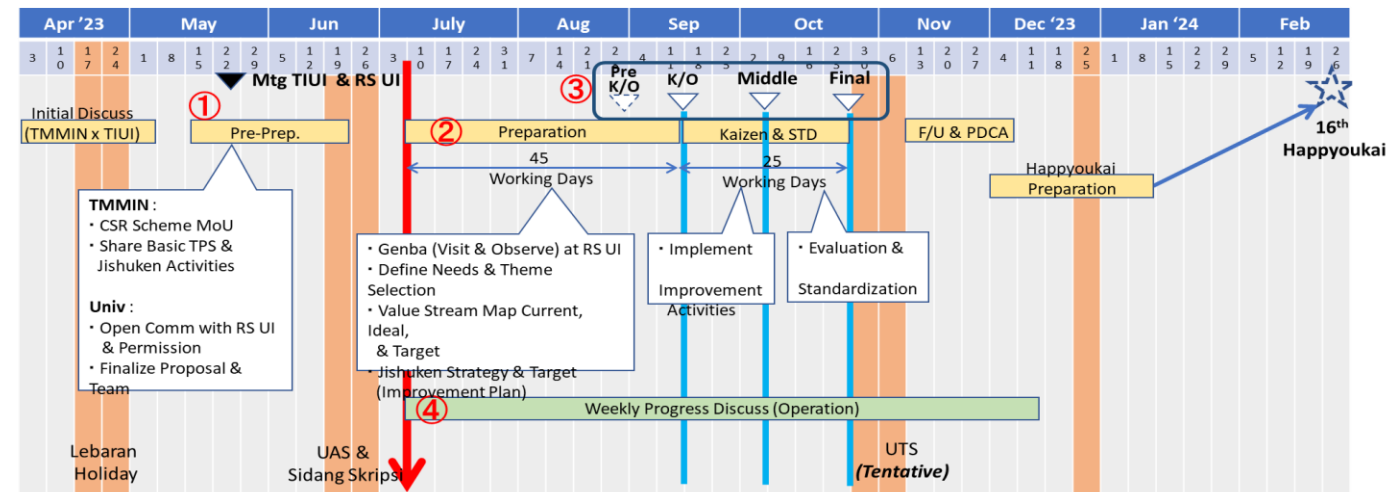 Apr ’23 May Jun July Aug Sep Oct Nov Dec ‘23 Jan ‘24 Feb
3 10 17 24 1 8 15 22 29 5 12 19 26 3 10 17 24 31 7 14 21 28 4 11 18 25 2 9 16 23 30 6 13 20 27 4 11 18 25 1 8 15 22 29 5 12 19 26
Mtg TIUI & RS UI
③
Pre
K/O
K/O
Middle
Final
①
Initial Discuss
(TMMIN x TIUI)
Pre-Prep.
②
Preparation
Kaizen & STD
F/U & PDCA
16th
Happyoukai
45
Working Days
25
Working Days
Happyoukai
Preparation
TMMIN :
・CSR Scheme MoU
・Share Basic TPS &
Jishuken Activities
Univ :
・Open Comm with RS UI
& Permission
・Finalize Proposal &
Team
・Genba (Visit & Observe) at RS UI
・Define Needs & Theme
Selection
・Value Stream Map Current,
Ideal,
& Target
・Jishuken Strategy & Target
(Improvement Plan)
・Implement
Improvement
Activities
・Evaluation &
Standardization
④
Weekly Progress Discuss (Operation)
Lebaran
Holiday
UAS &
Sidang Skripsi
UTS
(Tentative)